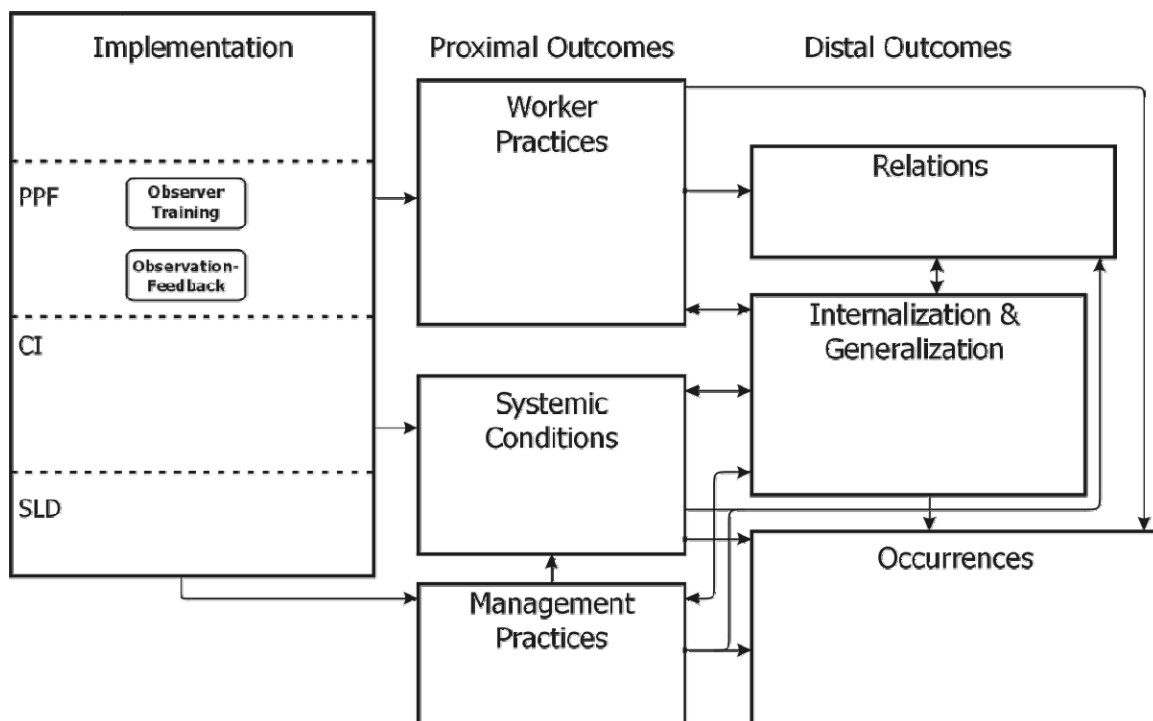 Implementation
Proximal Outcomes
Distal Outcomes
PPF
Observer
Training
Observation-
Feedback
CI
SLD
Worker
Practices
Systemic
Conditions
Management
Practices
Relations
Internalization &
Generalization
Occurrences